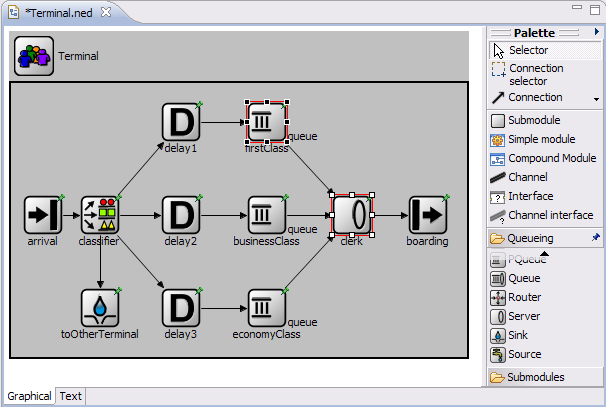 *Terminal.ned
Terminal
D
delay1
queue
firstClass
arrival
classifier
D
delay2
queue
businessClass
clerk
boarding
toOtherTerminal
D
delay3
queue
economyClass
Graphical
Text
Palette
Selector
Connection
selector
Connection
Submodule
Simple module
Compound Module
Channel
Interface
Channel interface
Queueing
PQueue
Queue
Router
Server
Sink
Source
Submodules